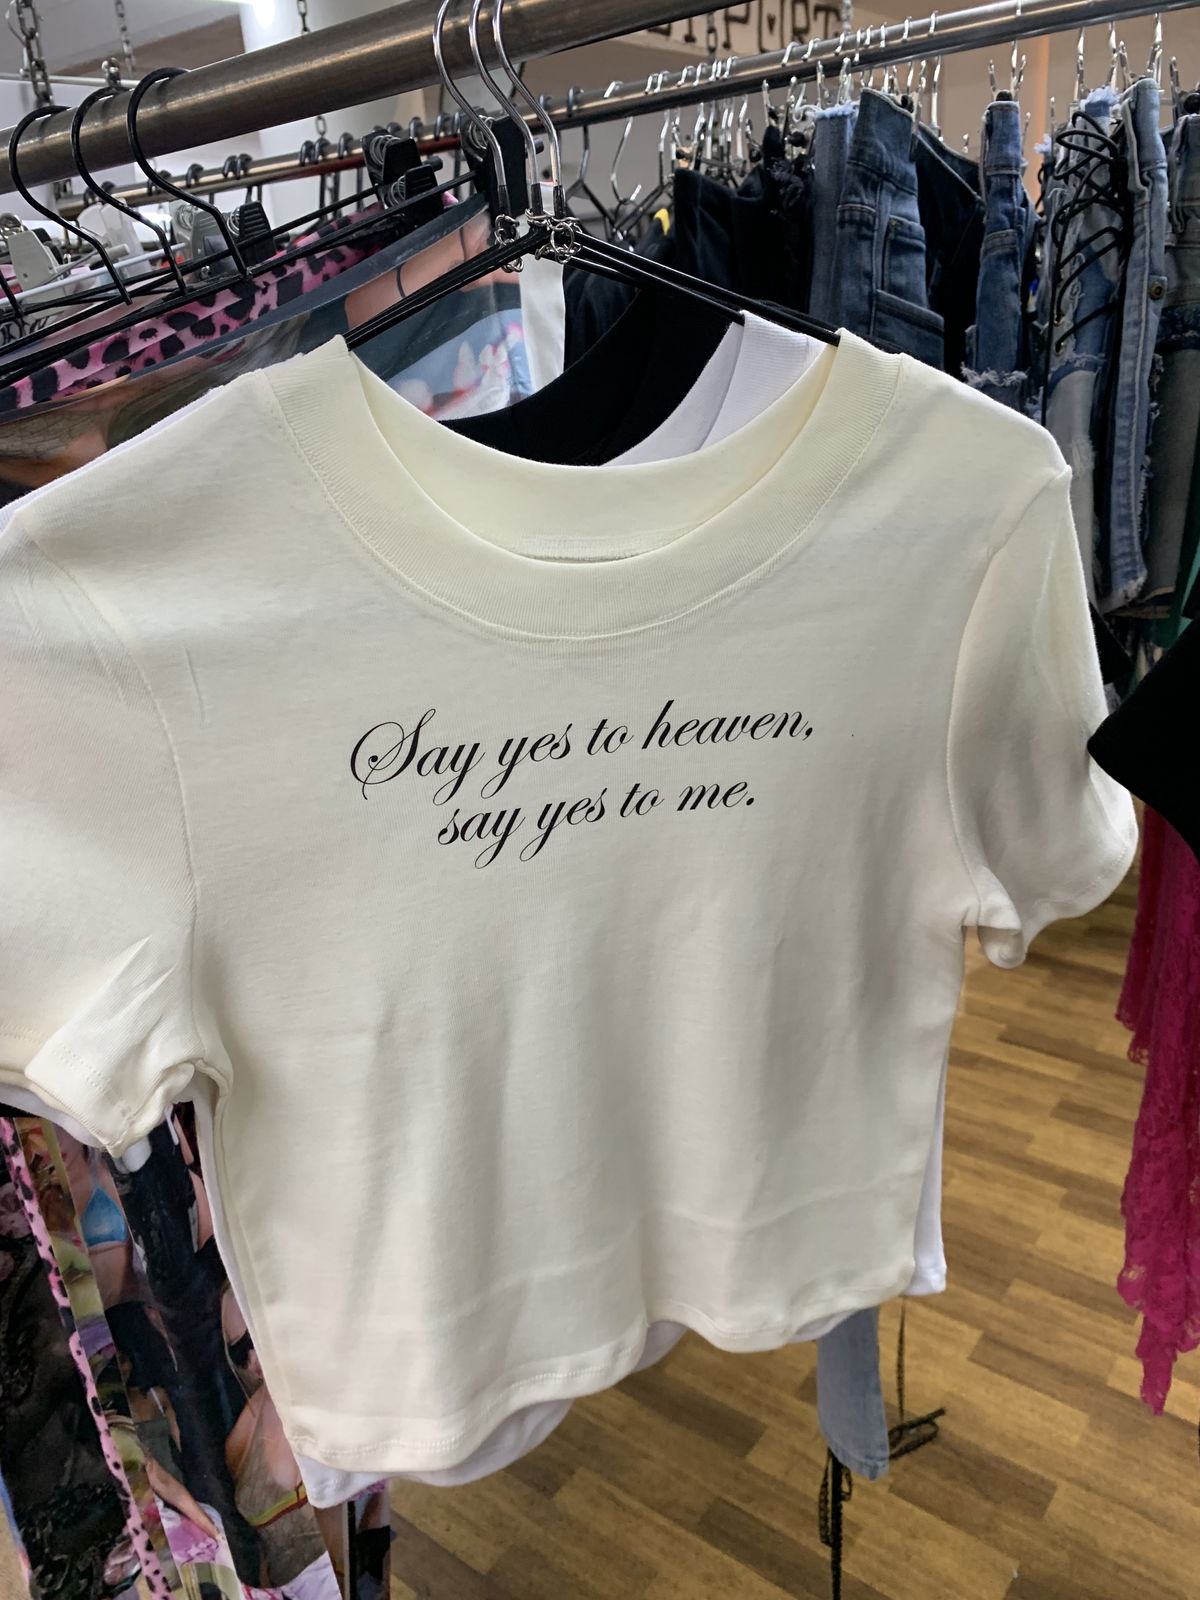 Say yes to heaven,
say yes to me.